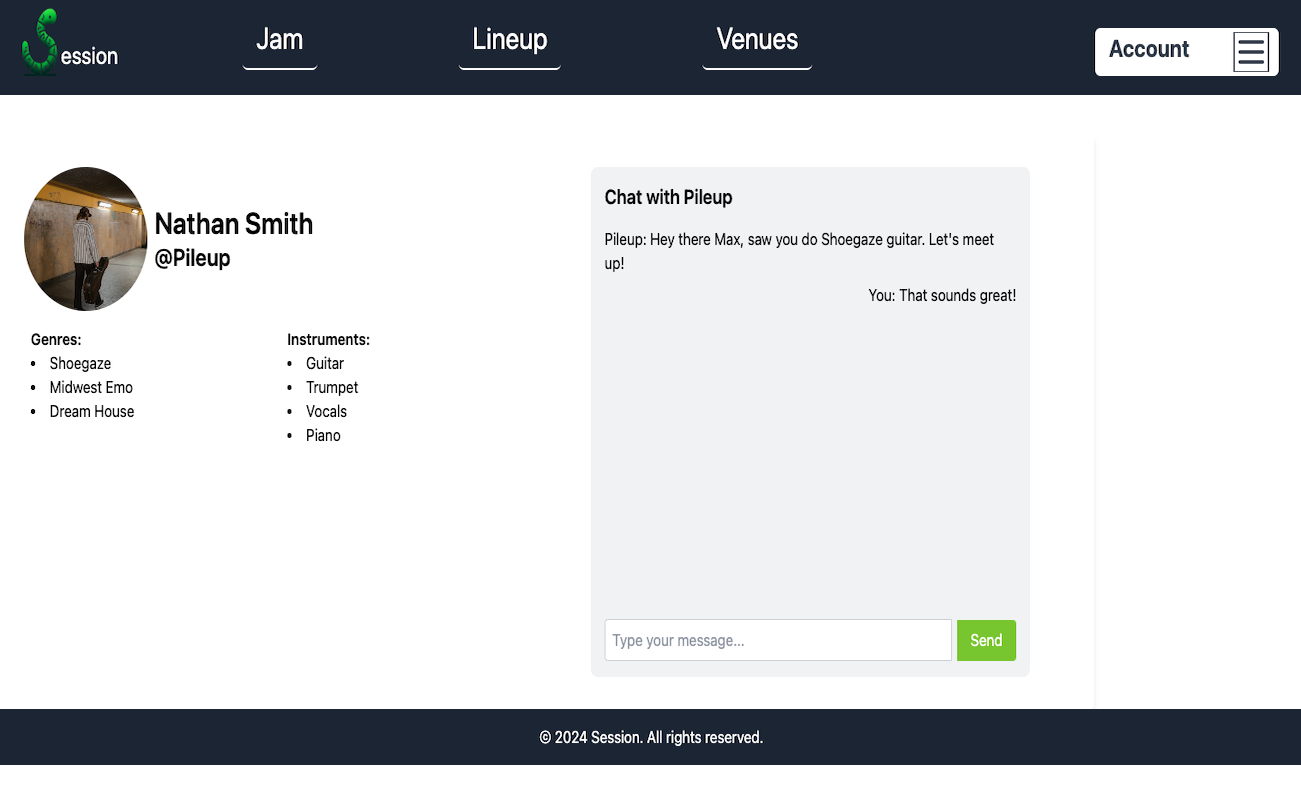 Session
Jam
Lineup
Venues
Account
Nathan Smith
@Pileup
Genres:
• Shoegaze
• Midwest Emo
• Dream House
Instruments:
• Guitar
• Trumpet
• Vocals
• Piano
Chat with Pileup
Pileup: Hey there Max, saw you do Shoegaze guitar. Let's meet
up!
You: That sounds great!
Type your message...
Send
© 2024 Session. All rights reserved.